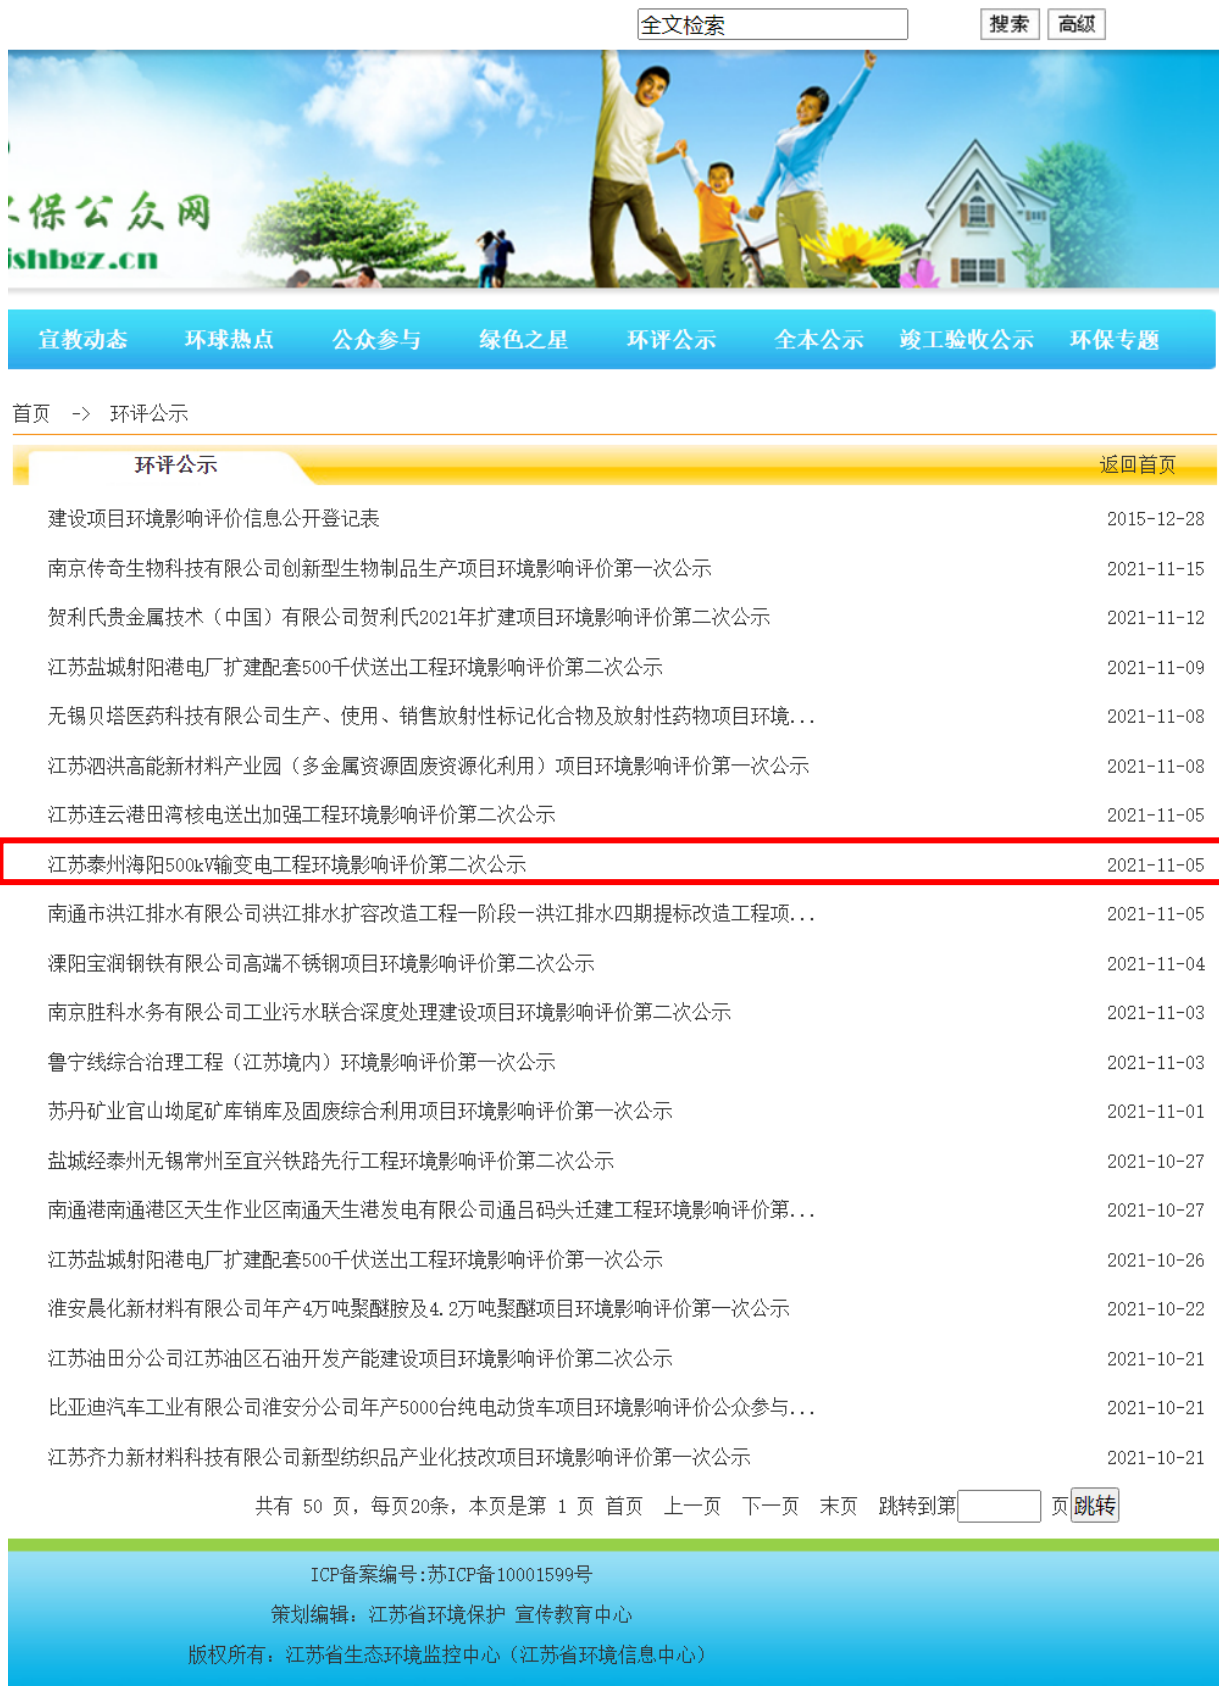 全文检索 搜索 高级
保公众网
ishbgz.cn
宣教动态 环球热点 公众参与 绿色之星 环评公示 全本公示 竣工验收公示 环保专题
首页 -> 环评公示
环评公示 返回首页
建设项目环境影响评价信息公开登记表 2015-12-28
南京传奇生物科技有限公司创新型生物制品生产项目环境影响评价第一次公示 2021-11-15
贺利氏贵金属技术（中国）有限公司贺利氏2021年扩建项目环境影响评价第二次公示 2021-11-12
江苏盐城射阳港电厂扩建配套500千伏送出工程环境影响评价第二次公示 2021-11-09
无锡贝塔医药科技有限公司生产、使用、销售放射性标记化合物及放射性药物项目环境... 2021-11-08
江苏泗洪高能新材料产业园（多金属资源固废资源化利用）项目环境影响评价第一次公示 2021-11-08
江苏连云港田湾核电送出加强工程环境影响评价第二次公示 2021-11-05
江苏泰州海阳500kV输变电工程环境影响评价第二次公示 2021-11-05
南通市洪江排水有限公司洪江排水扩容改造工程一阶段—洪江排水四期提标改造工程项... 2021-11-05
溧阳宝润钢铁有限公司高端不锈钢项目环境影响评价第二次公示 2021-11-04
南京胜科水务有限公司工业污水联合深度处理建设项目环境影响评价第二次公示 2021-11-03
鲁宁线综合治理工程（江苏境内）环境影响评价第一次公示 2021-11-03
苏丹矿业官山坳尾矿库销库及固废综合利用项目环境影响评价第一次公示 2021-11-01
盐城经泰州无锡常州至宜兴铁路先行工程环境影响评价第二次公示 2021-10-27
南通港南通港区天生作业区南通天生港发电有限公司通吕码头迁建工程环境影响评价第... 2021-10-27
江苏盐城射阳港电厂扩建配套500千伏送出工程环境影响评价第一次公示 2021-10-26
淮安晨化新材料有限公司年产4万吨聚醚胺及4.2万吨聚醚项目环境影响评价第一次公示 2021-10-22
江苏油田分公司江苏油区石油开发产能建设项目环境影响评价第二次公示 2021-10-21
比亚迪汽车工业有限公司淮安分公司年产5000台纯电动货车项目环境影响评价公众参与... 2021-10-21
江苏齐力新材料科技有限公司新型纺织品产业化技改项目环境影响评价第一次公示 2021-10-21
共有 50 页，每页20条，本页是第 1 页 首页 上一页 下一页 末页 跳转到第 页 跳转
ICP备案编号:苏ICP备10001599号
策划编辑：江苏省环境保护 宣传教育中心
版权所有：江苏省生态环境监控中心（江苏省环境信息中心）